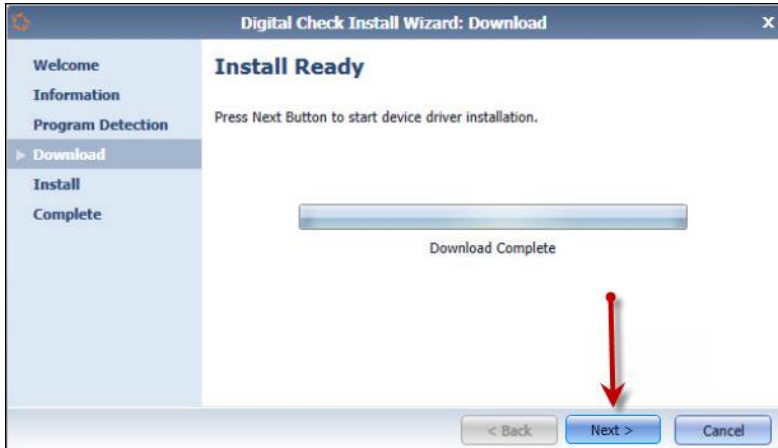 Digital Check Install Wizard: Download
x
Welcome
Information
Program Detection
Download
Install
Complete
Install Ready
Press Next Button to start device driver installation.
Download Complete
< Back
Next >
Cancel